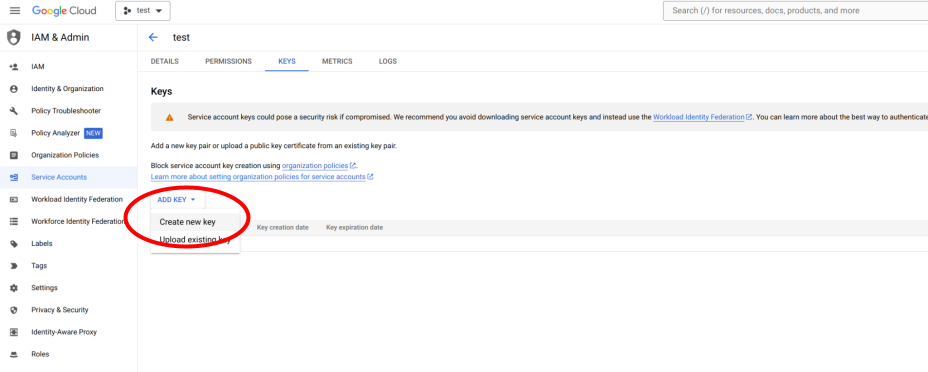 Google Cloud
test
Search (/) for resources, docs, products, and more
IAM & Admin
test
IAM
Identity & Organization
Policy Troubleshooter
Policy Analyzer NEW
Organization Policies
Service Accounts
Workload Identity Federation
Workforce Identity Federation
Labels
Tags
Settings
Privacy & Security
Identity-Aware Proxy
Roles
DETAILS PERMISSIONS KEYS METRICS LOGS
Keys
Service account keys could pose a security risk if compromised. We recommend you avoid downloading service account keys and instead use the Workload Identity Federation. You can learn more about the best way to authenticate
Add a new key pair or upload a public key certificate from an existing key pair.
Block service account key creation using organization policies.
Learn more about setting organization policies for service accounts
ADD KEY
Create new key
Upload existing key
Key creation date Key expiration date